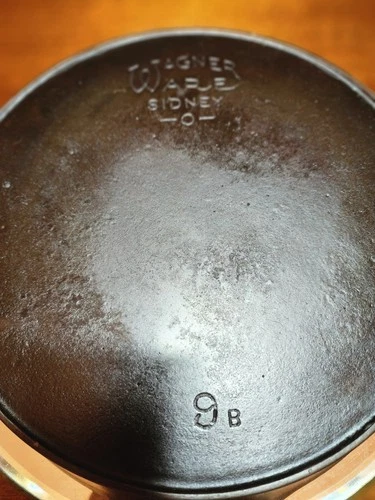 WAGNER
WARE
SIDNEY
-O-
9 B